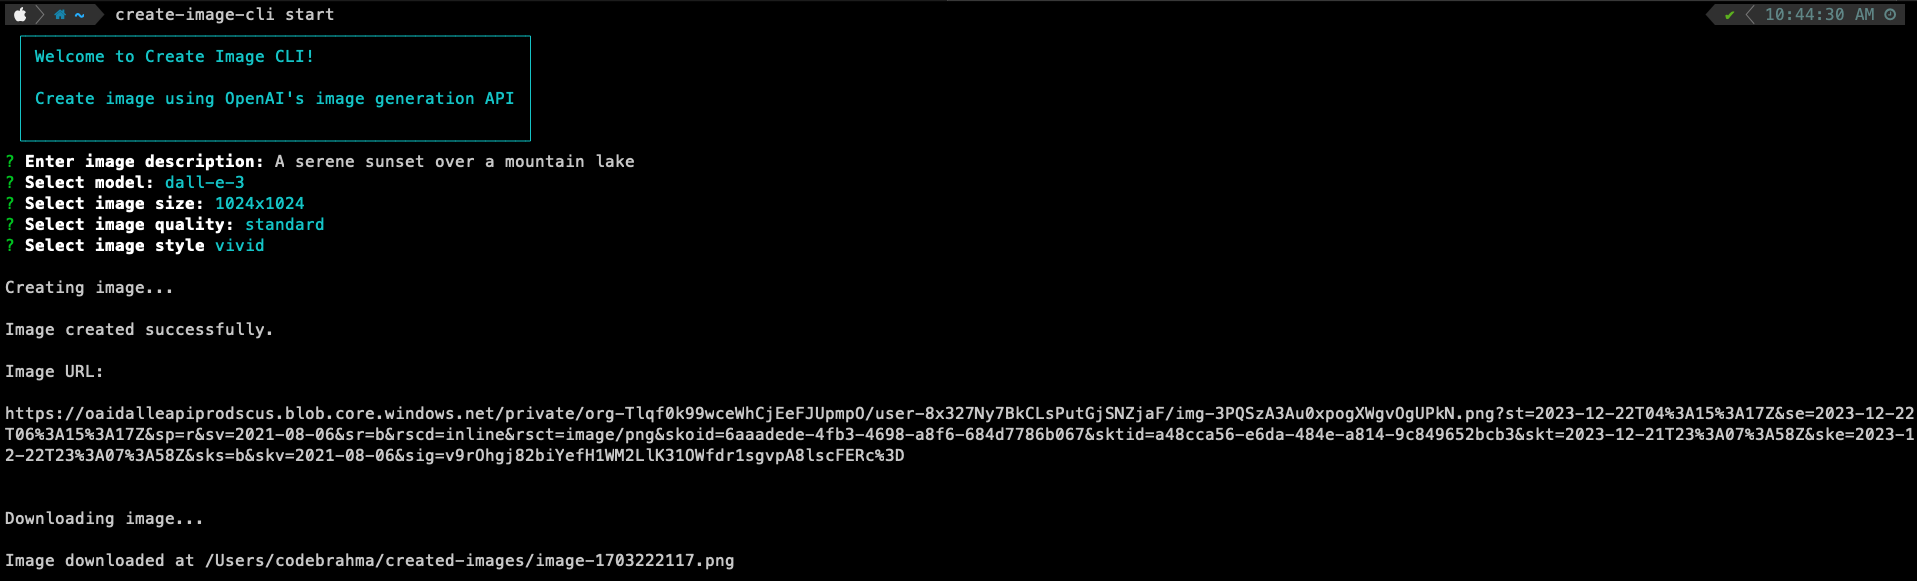 ~ create-image-cli start ✔ 10:44:30 AM
Welcome to Create Image CLI!
Create image using OpenAI's image generation API
? Enter image description: A serene sunset over a mountain lake
? Select model: dall-e-3
? Select image size: 1024x1024
? Select image quality: standard
? Select image style vivid
Creating image...
Image created successfully.
Image URL:
https://oaidalleapiprodscus.blob.core.windows.net/private/org-Tlqf0k99wceWhCjEeFJUpmpO/user-8x327Ny7BkCLsPutGjSNZjaF/img-3PQSzA3Au0xpogXWgvOgUPkN.png?st=2023-12-22T04%3A15%3A17Z&se=2023-12-22
T06%3A15%3A17Z&sp=r&sv=2021-08-06&sr=b&rscd=inline&rsct=image/png&skoid=6aaadede-4fb3-4698-a8f6-684d7786b067&sktid=a48cca56-e6da-484e-a814-9c849652bcb3&skt=2023-12-21T23%3A07%3A58Z&ske=2023-1
2-22T23%3A07%3A58Z&sks=b&skv=2021-08-06&sig=v9rOhgj82biYefH1WM2LlK31OWfdr1sgvpA8lscFERc%3D
Downloading image...
Image downloaded at /Users/codebrahma/created-images/image-1703222117.png